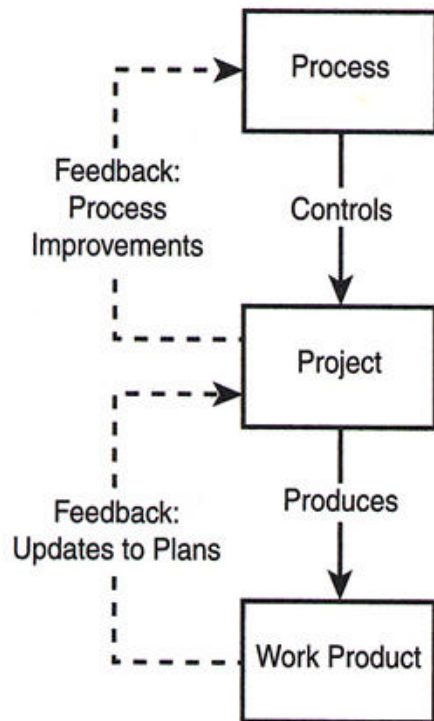 Process
Feedback:
Process
Improvements
Controls
Project
Feedback:
Updates to Plans
Produces
Work Product